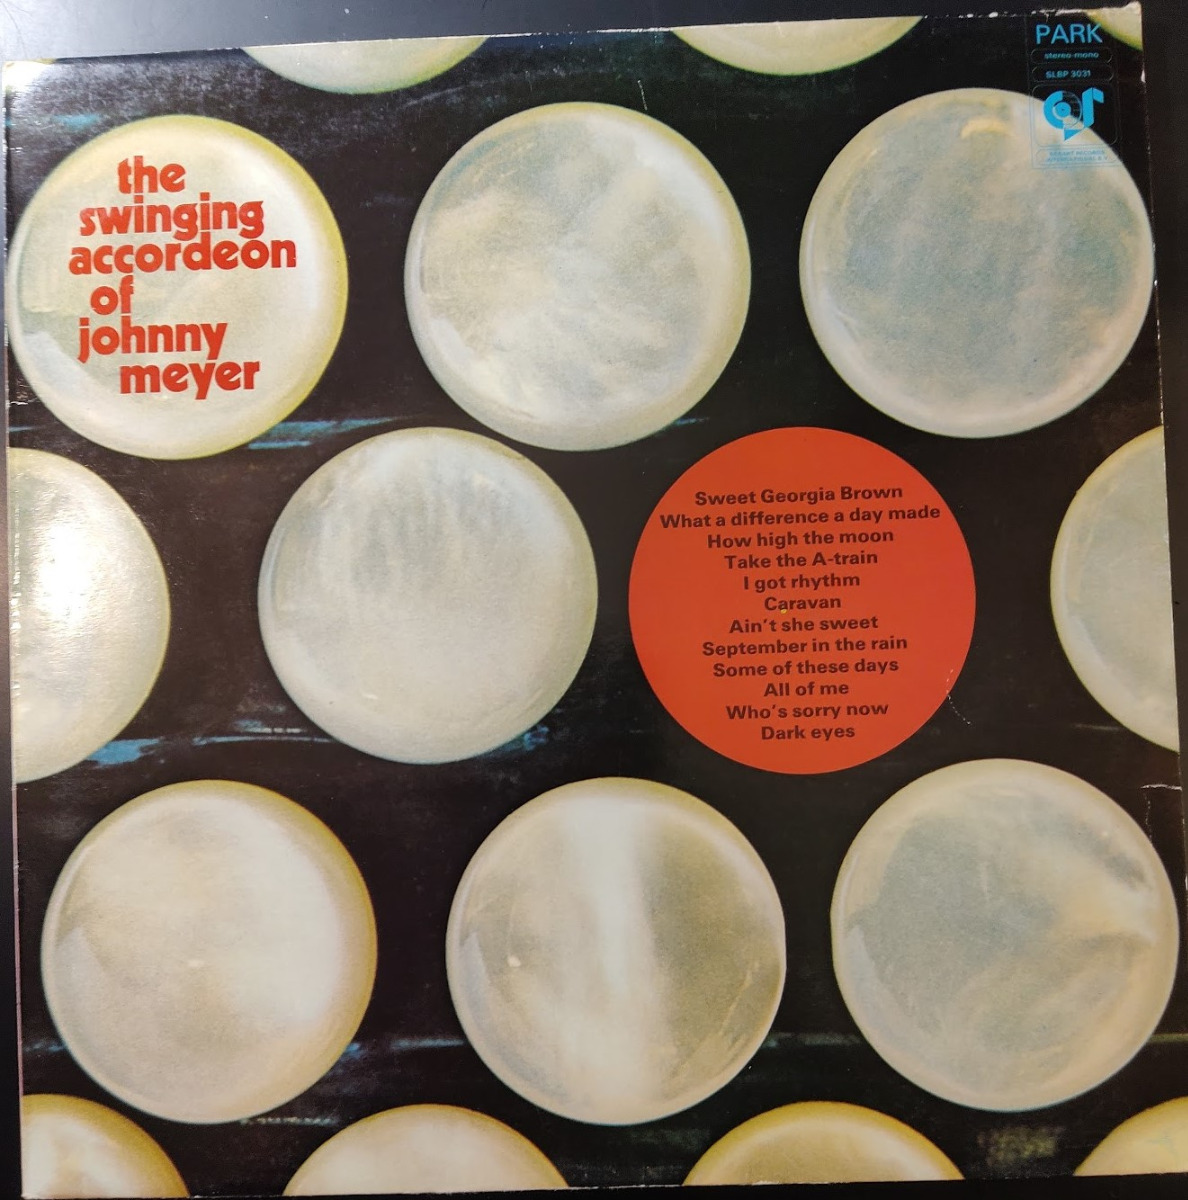 PARK
stereo-mono
SLBP 3031
the
swinging
accordeon
of
johnny
meyer
Sweet Georgia Brown
What a difference a day made
How high the moon
Take the A-train
I got rhythm
Caravan
Ain't she sweet
September in the rain
Some of these days
All of me
Who's sorry now
Dark eyes